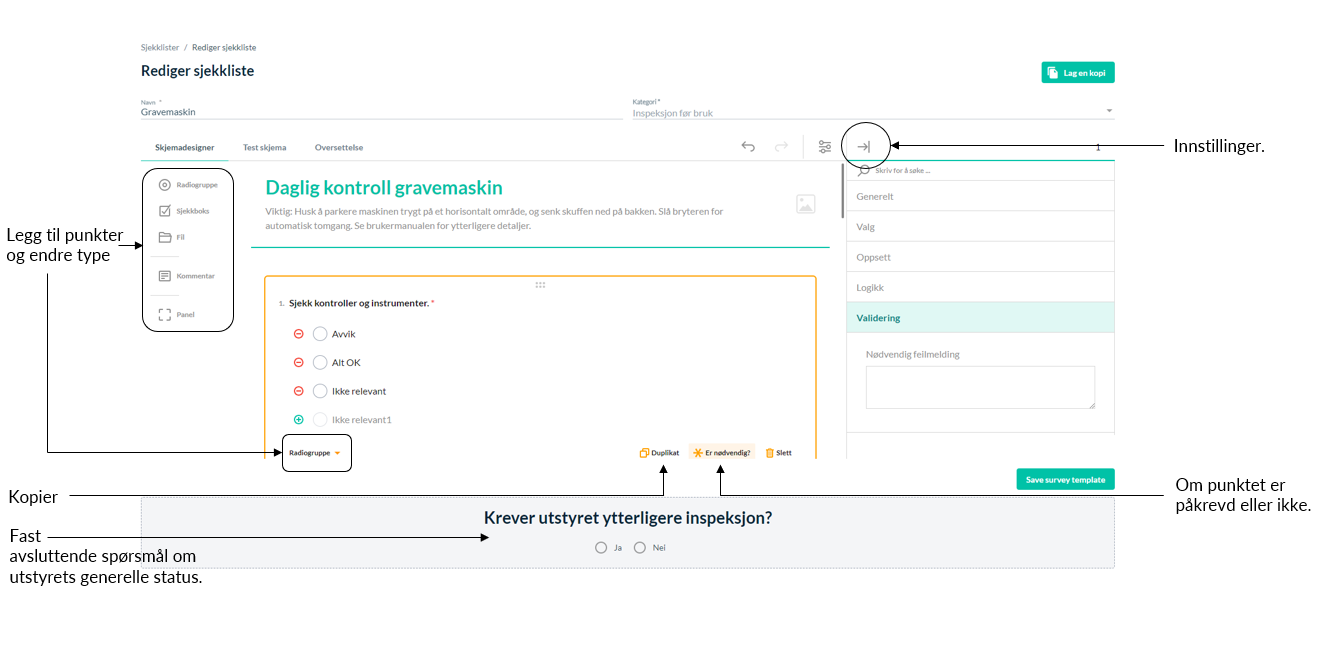 Sjekklister / Rediger sjekkliste
Rediger sjekkliste
Lag en kopi
Navn *
Gravemaskin
Kategori *
Inspeksjon før bruk
Skjemadesigner
Test skjema
Oversettelse
1
Innstillinger.
Skriv for å søke ...
Radiogruppe
Sjekkboks
Fil
Kommentar
Panel
Legg til punkter
og endre type
Daglig kontroll gravemaskin
Viktig: Husk å parkere maskinen trygt på et horisontalt område, og senk skuffen ned på bakken. Slå bryteren for
automatisk tomgang. Se brukermanualen for ytterligere detaljer.
Generelt
Valg
Oppsett
Logikk
Validering
Nødvendig feilmelding
1. Sjekk kontroller og instrumenter. *
Avvik
Alt OK
Ikke relevant
Ikke relevant1
Radiogruppe
Duplikat
Er nødvendig?
Slett
Save survey template
Kopier
Om punktet er
påkrevd eller ikke.
Krever utstyret ytterligere inspeksjon?
Ja
Nei
Fast
avsluttende spørsmål om
utstyrets generelle status.